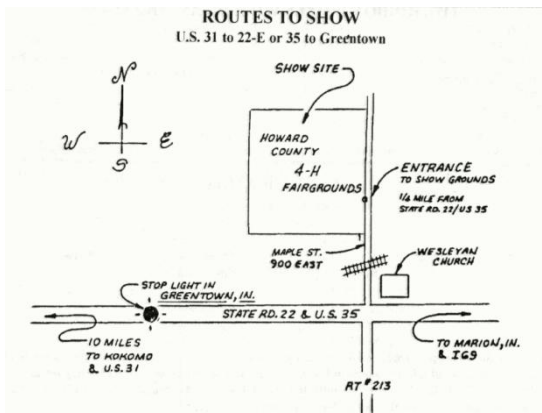 ROUTES TO SHOW
U.S. 31 to 22-E or 35 to Greentown
N
W E
S
SHOW SITE
HOWARD
COUNTY
4-H
FAIRGROUNDS
ENTRANCE
TO SHOW GROUNDS
1/4 MILE FROM
STATE RD. 22/US 35
MAPLE ST.
900 EAST
WESLEYAN
CHURCH
STOP LIGHT IN
GREENTOWN, IN.
STATE RD. 22 & U.S. 35
10 MILES
TO KOKOMO
& U.S. 31
TO MARION, IN.
& I69
RT # 213